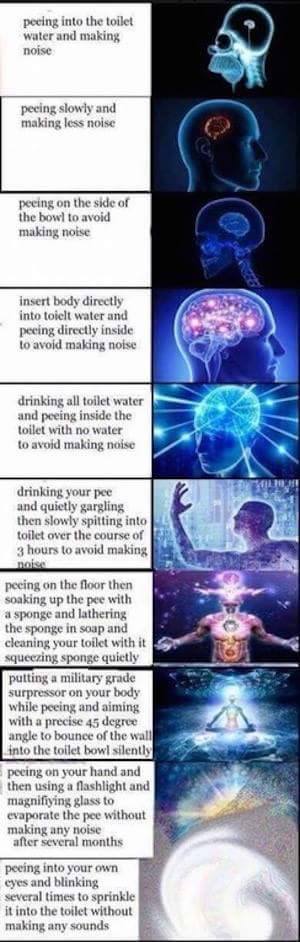 peeing into the toilet
water and making
noise
peeing slowly and
making less noise
peeing on the side of
the bowl to avoid
making noise
insert body directly
into toielt water and
peeing directly inside
to avoid making noise
drinking all toilet water
and peeing inside the
toilet with no water
to avoid making noise
drinking your pee
and quietly gargling
then slowly spitting into
toilet over the course of
3 hours to avoid making
noise
peeing on the floor then
soaking up the pee with
a sponge and lathering
the sponge in soap and
cleaning your toilet with it
squeezing sponge quietly
putting a military grade
surpressor on your body
while peeing and aiming
with a precise 45 degree
angle to bounce of the wall
into the toilet bowl silently
peeing on your hand and
then using a flashlight and
magnifiying glass to
evaporate the pee without
making any noise
after several months
peeing into your own
eyes and blinking
several times to sprinkle
it into the toilet without
making any sounds